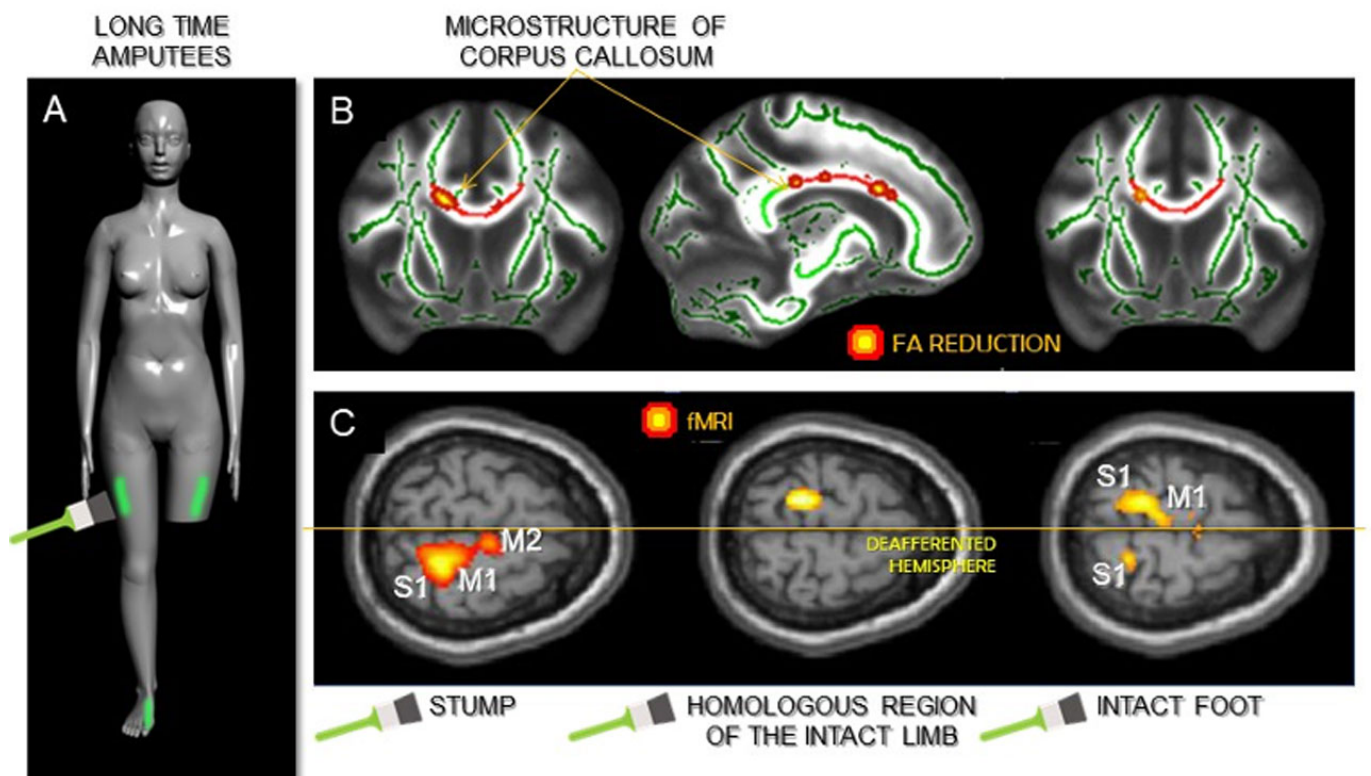 LONG TIME
AMPUTEES
MICROSTRUCTURE OF
CORPUS CALLOSUM
A
B
FA REDUCTION
C
fMRI
M2
S1
M1
DEAFFERENTED
HEMISPHERE
S1
M1
S1
STUMP
HOMOLOGOUS REGION
OF THE INTACT LIMB
INTACT FOOT